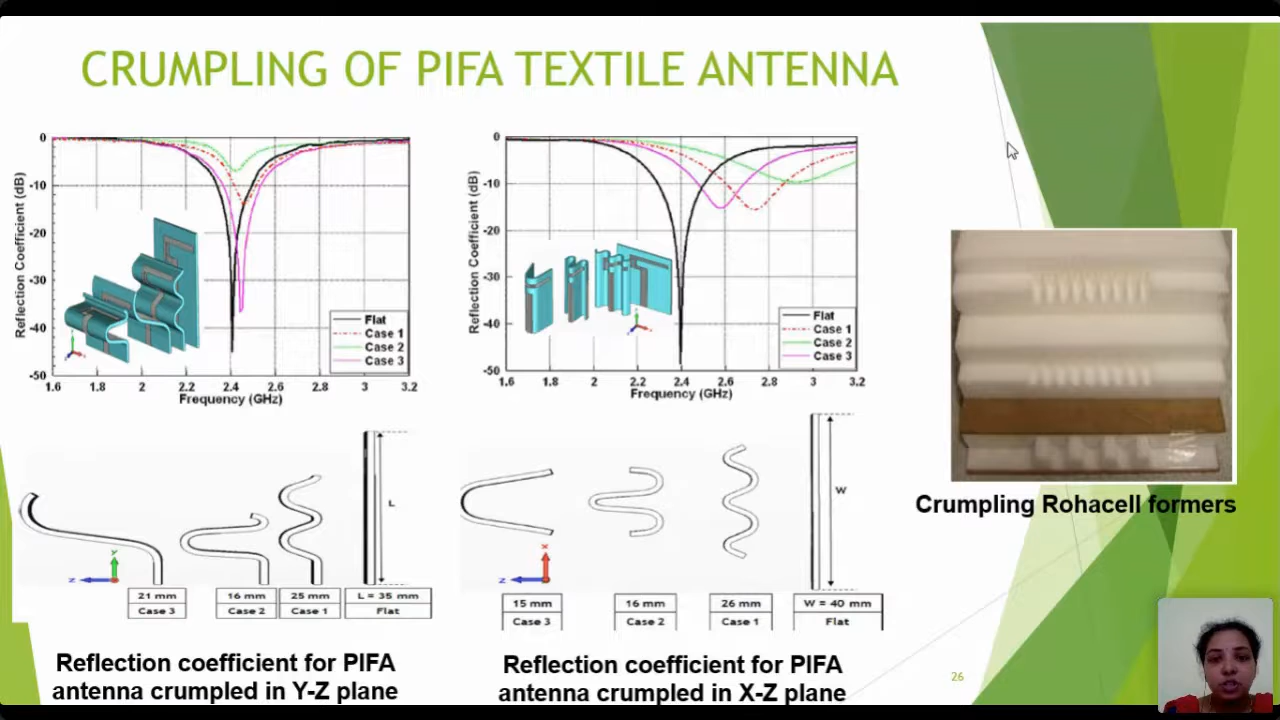 CRUMPLING OF PIFA TEXTILE ANTENNA
Reflection Coefficient (dB)
0
-10
-20
-30
-40
-50
1.6 1.8 2 2.2 2.4 2.6 2.8 3 3.2
Frequency (GHz)
Flat
Case 1
Case 2
Case 3
Reflection Coefficient (dB)
0
-10
-20
-30
-40
-50
1.6 1.8 2 2.2 2.4 2.6 2.8 3 3.2
Frequency (GHz)
Flat
Case 1
Case 2
Case 3
L
Y
Z
21 mm 16 mm 25 mm L = 35 mm
Case 3 Case 2 Case 1 Flat
W
X
Z
15 mm 16 mm 26 mm W = 40 mm
Case 3 Case 2 Case 1 Flat
Reflection coefficient for PIFA
antenna crumpled in Y-Z plane
Reflection coefficient for PIFA
antenna crumpled in X-Z plane
Crumpling Rohacell formers
26